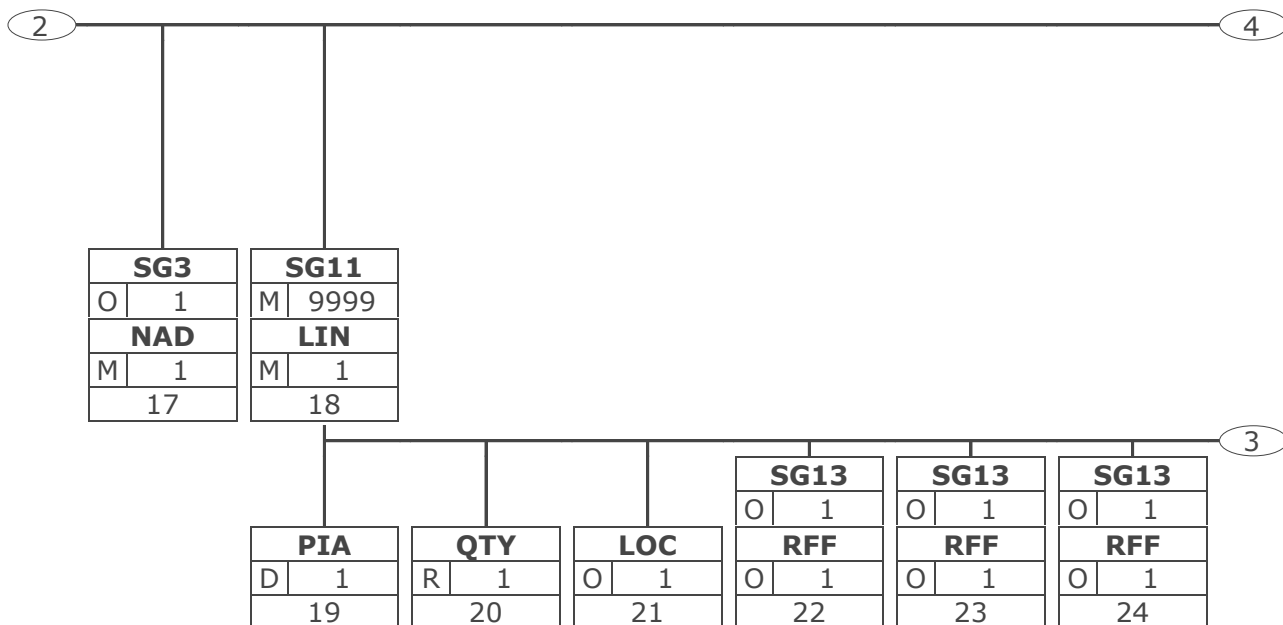 2 4
SG3 SG11
O 1 M 9999
NAD LIN
M 1 M 1
17 18
3
SG13 SG13 SG13
O 1 O 1 O 1
PIA QTY LOC RFF RFF RFF
D 1 R 1 O 1 O 1 O 1 O 1
19 20 21 22 23 24